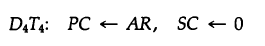 D₄T₄: PC ← AR, SC ← 0